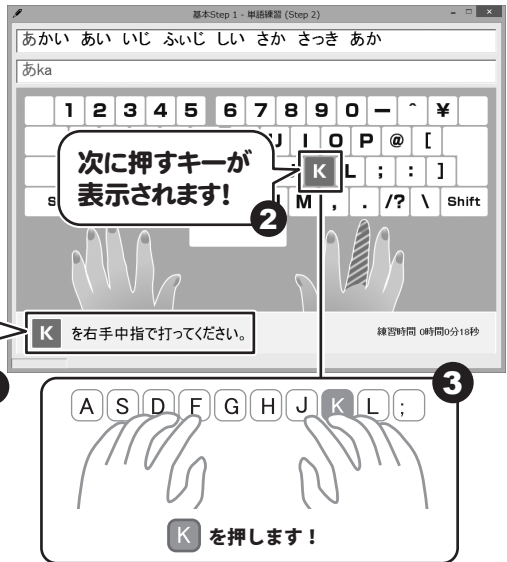 基本Step 1 - 単語練習 (Step 2)
あかい あい いじ ふぃじ しい さか さっき あか
あka
1 2 3 4 5 6 7 8 9 0 － ^ ¥
U I O P @ [
次に押すキーが
表示されます!
2
K L ; : ]
M , . /? \ Shift
K を右手中指で打ってください。
練習時間 0時間0分18秒
3
A S D F G H J K L ;
K を押します！